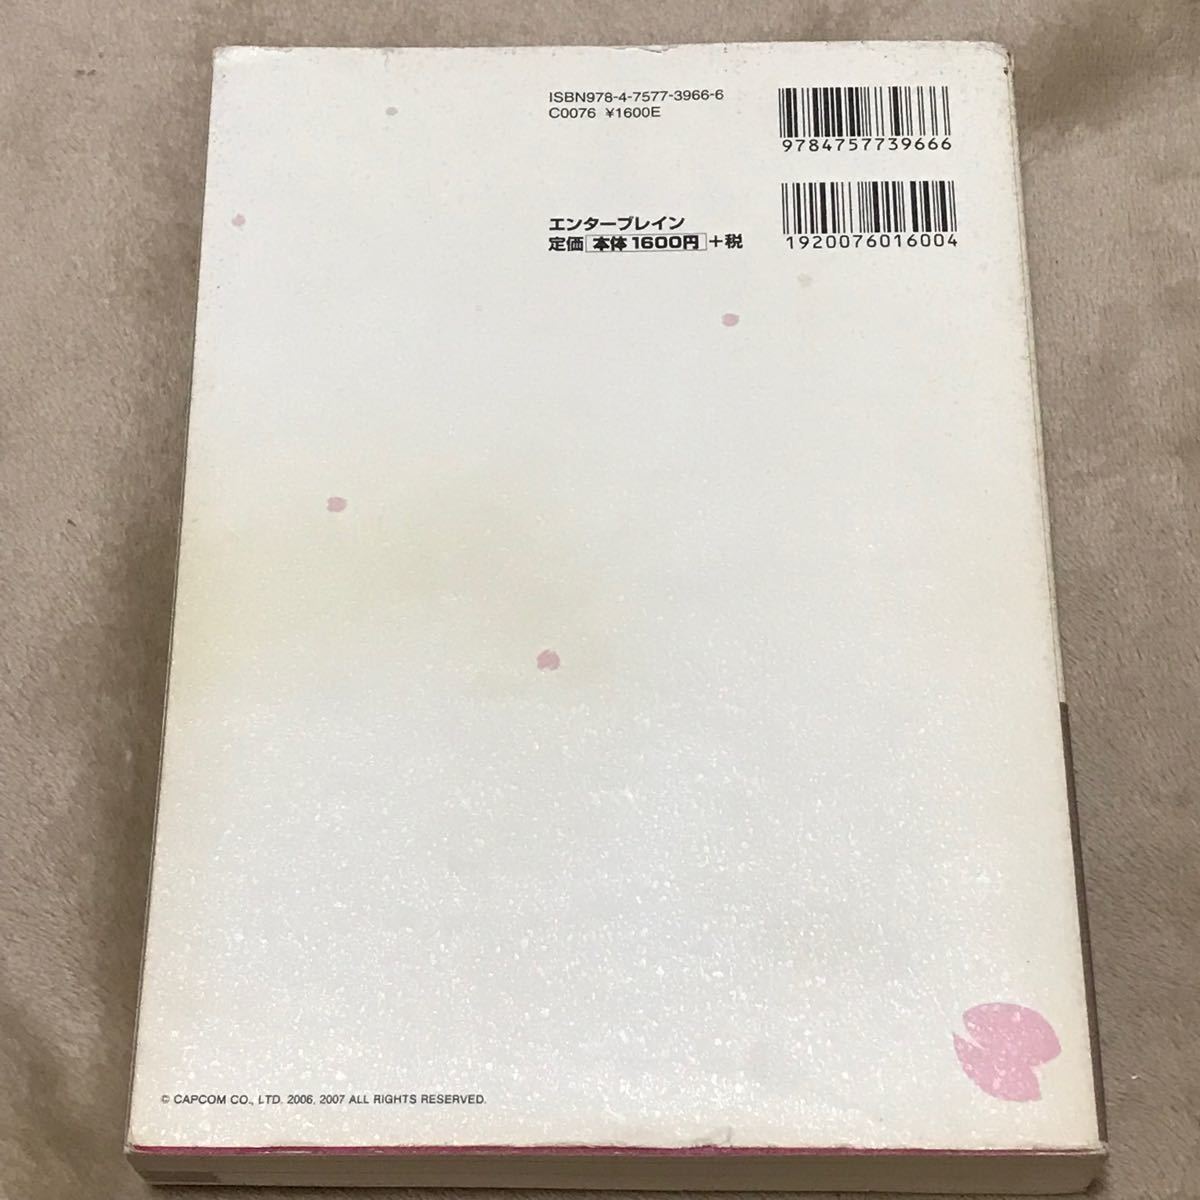 ISBN978-4-7577-3966-6
C0076 ¥1600E
9784757739666
エンターブレイン
定価 本体1600円 +税
1920076016004
© CAPCOM CO., LTD. 2006, 2007 ALL RIGHTS RESERVED.